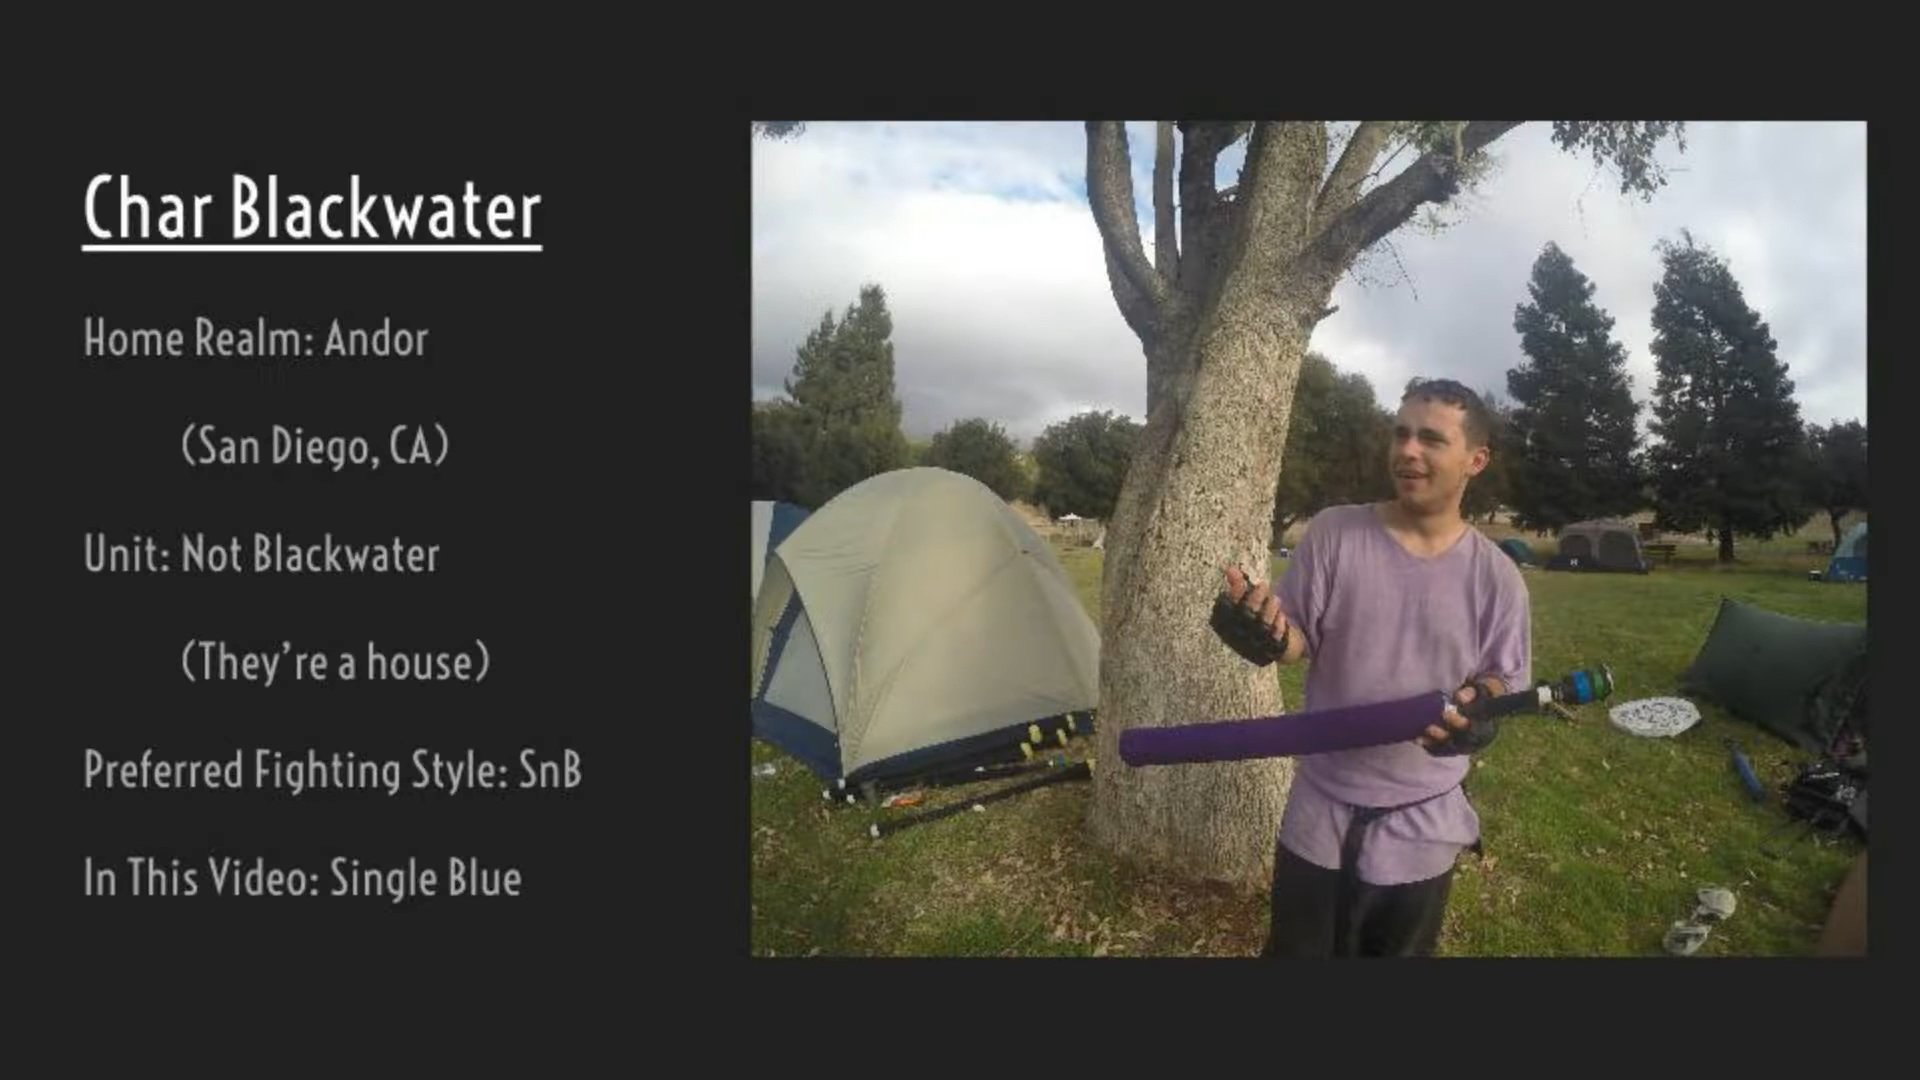 Char Blackwater
Home Realm: Andor
(San Diego, CA)
Unit: Not Blackwater
(They're a house)
Preferred Fighting Style: SnB
In This Video: Single Blue